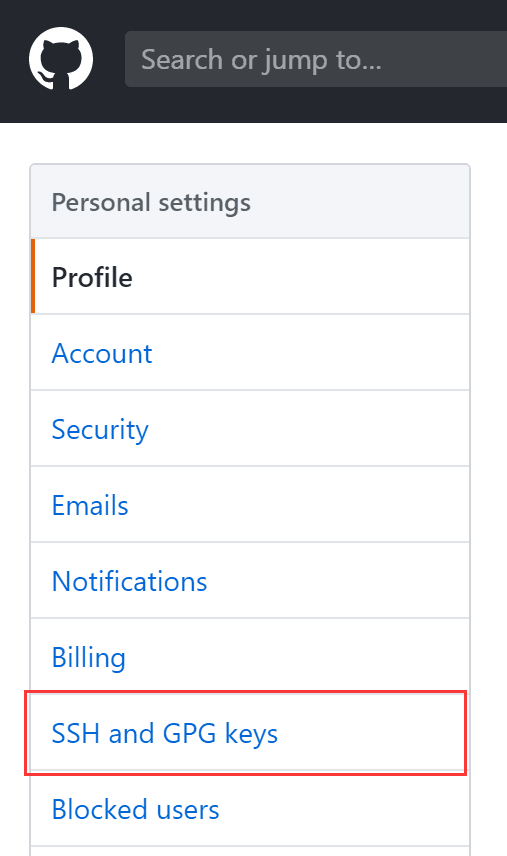 Search or jump to...
Personal settings
Profile
Account
Security
Emails
Notifications
Billing
SSH and GPG keys
Blocked users